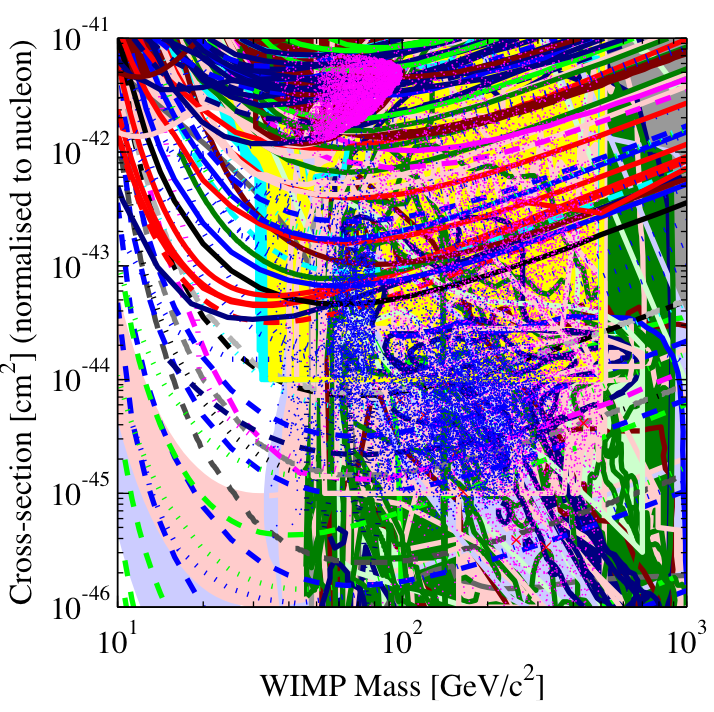 10^-41
10^-42
10^-43
10^-44
10^-45
10^-46
Cross-section [cm^2] (normalised to nucleon)
10^1 10^2 10^3
WIMP Mass [GeV/c^2]